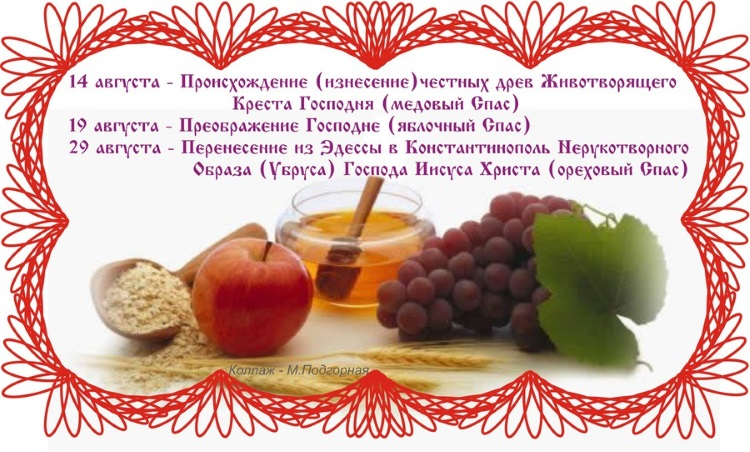 14 августа - Происхождение (изнесение)честных древ Животворящего
Креста Господня (медовый Спас)
19 августа - Преображение Господне (яблочный Спас)
29 августа - Перенесение из Эдессы в Константинополь Нерукотворного
Образа (Убруса) Господа Иисуса Христа (ореховый Спас)
Коллаж - М.Подгорная